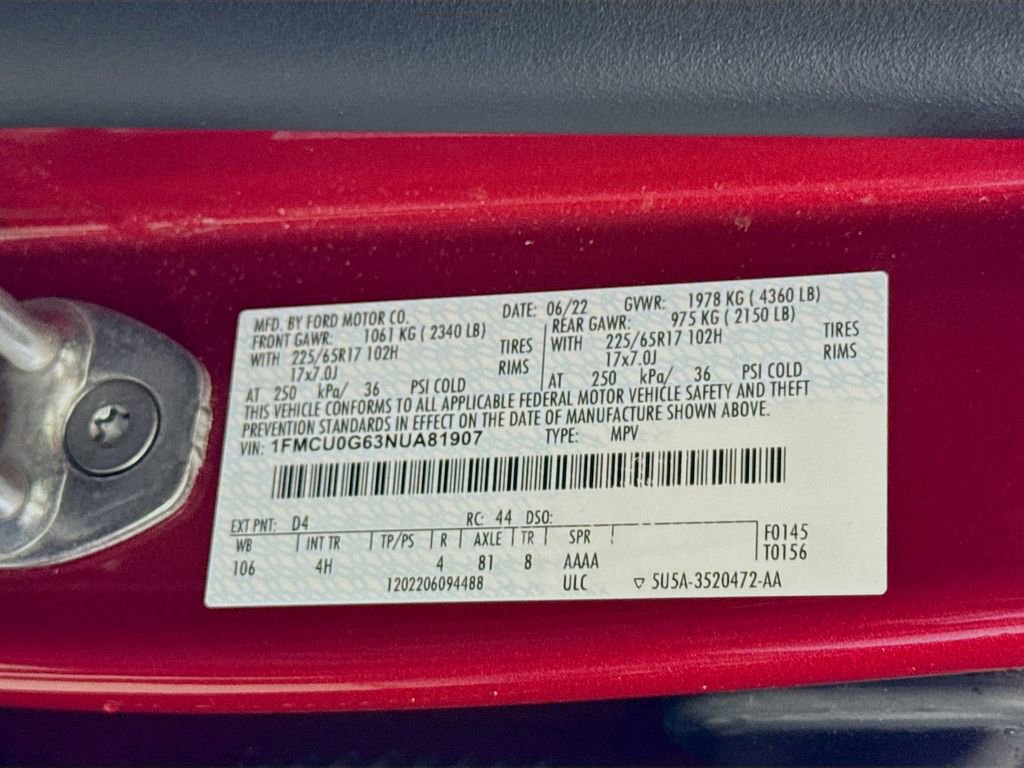 MFD. BY FORD MOTOR CO. DATE: 06/22 GVWR: 1978 KG ( 4360 LB)
FRONT GAWR: 1061 KG ( 2340 LB) REAR GAWR: 975 KG ( 2150 LB)
WITH 225/65R17 102H TIRES WITH 225/65R17 102H TIRES
17x7.0J RIMS 17x7.0J RIMS
AT 250 kPa/ 36 PSI COLD AT 250 kPa/ 36 PSI COLD
THIS VEHICLE CONFORMS TO ALL APPLICABLE FEDERAL MOTOR VEHICLE SAFETY AND THEFT
PREVENTION STANDARDS IN EFFECT ON THE DATE OF MANUFACTURE SHOWN ABOVE.
VIN: 1FMCU0G63NUA81907 TYPE: MPV
EXT PNT: D4 RC: 44 DSO:
WB INT TR TP/PS R AXLE TR SPR F0145
106 4H 4 81 8 AAAA T0156
1202206094488 ULC ▽ 5U5A-3520472-AA